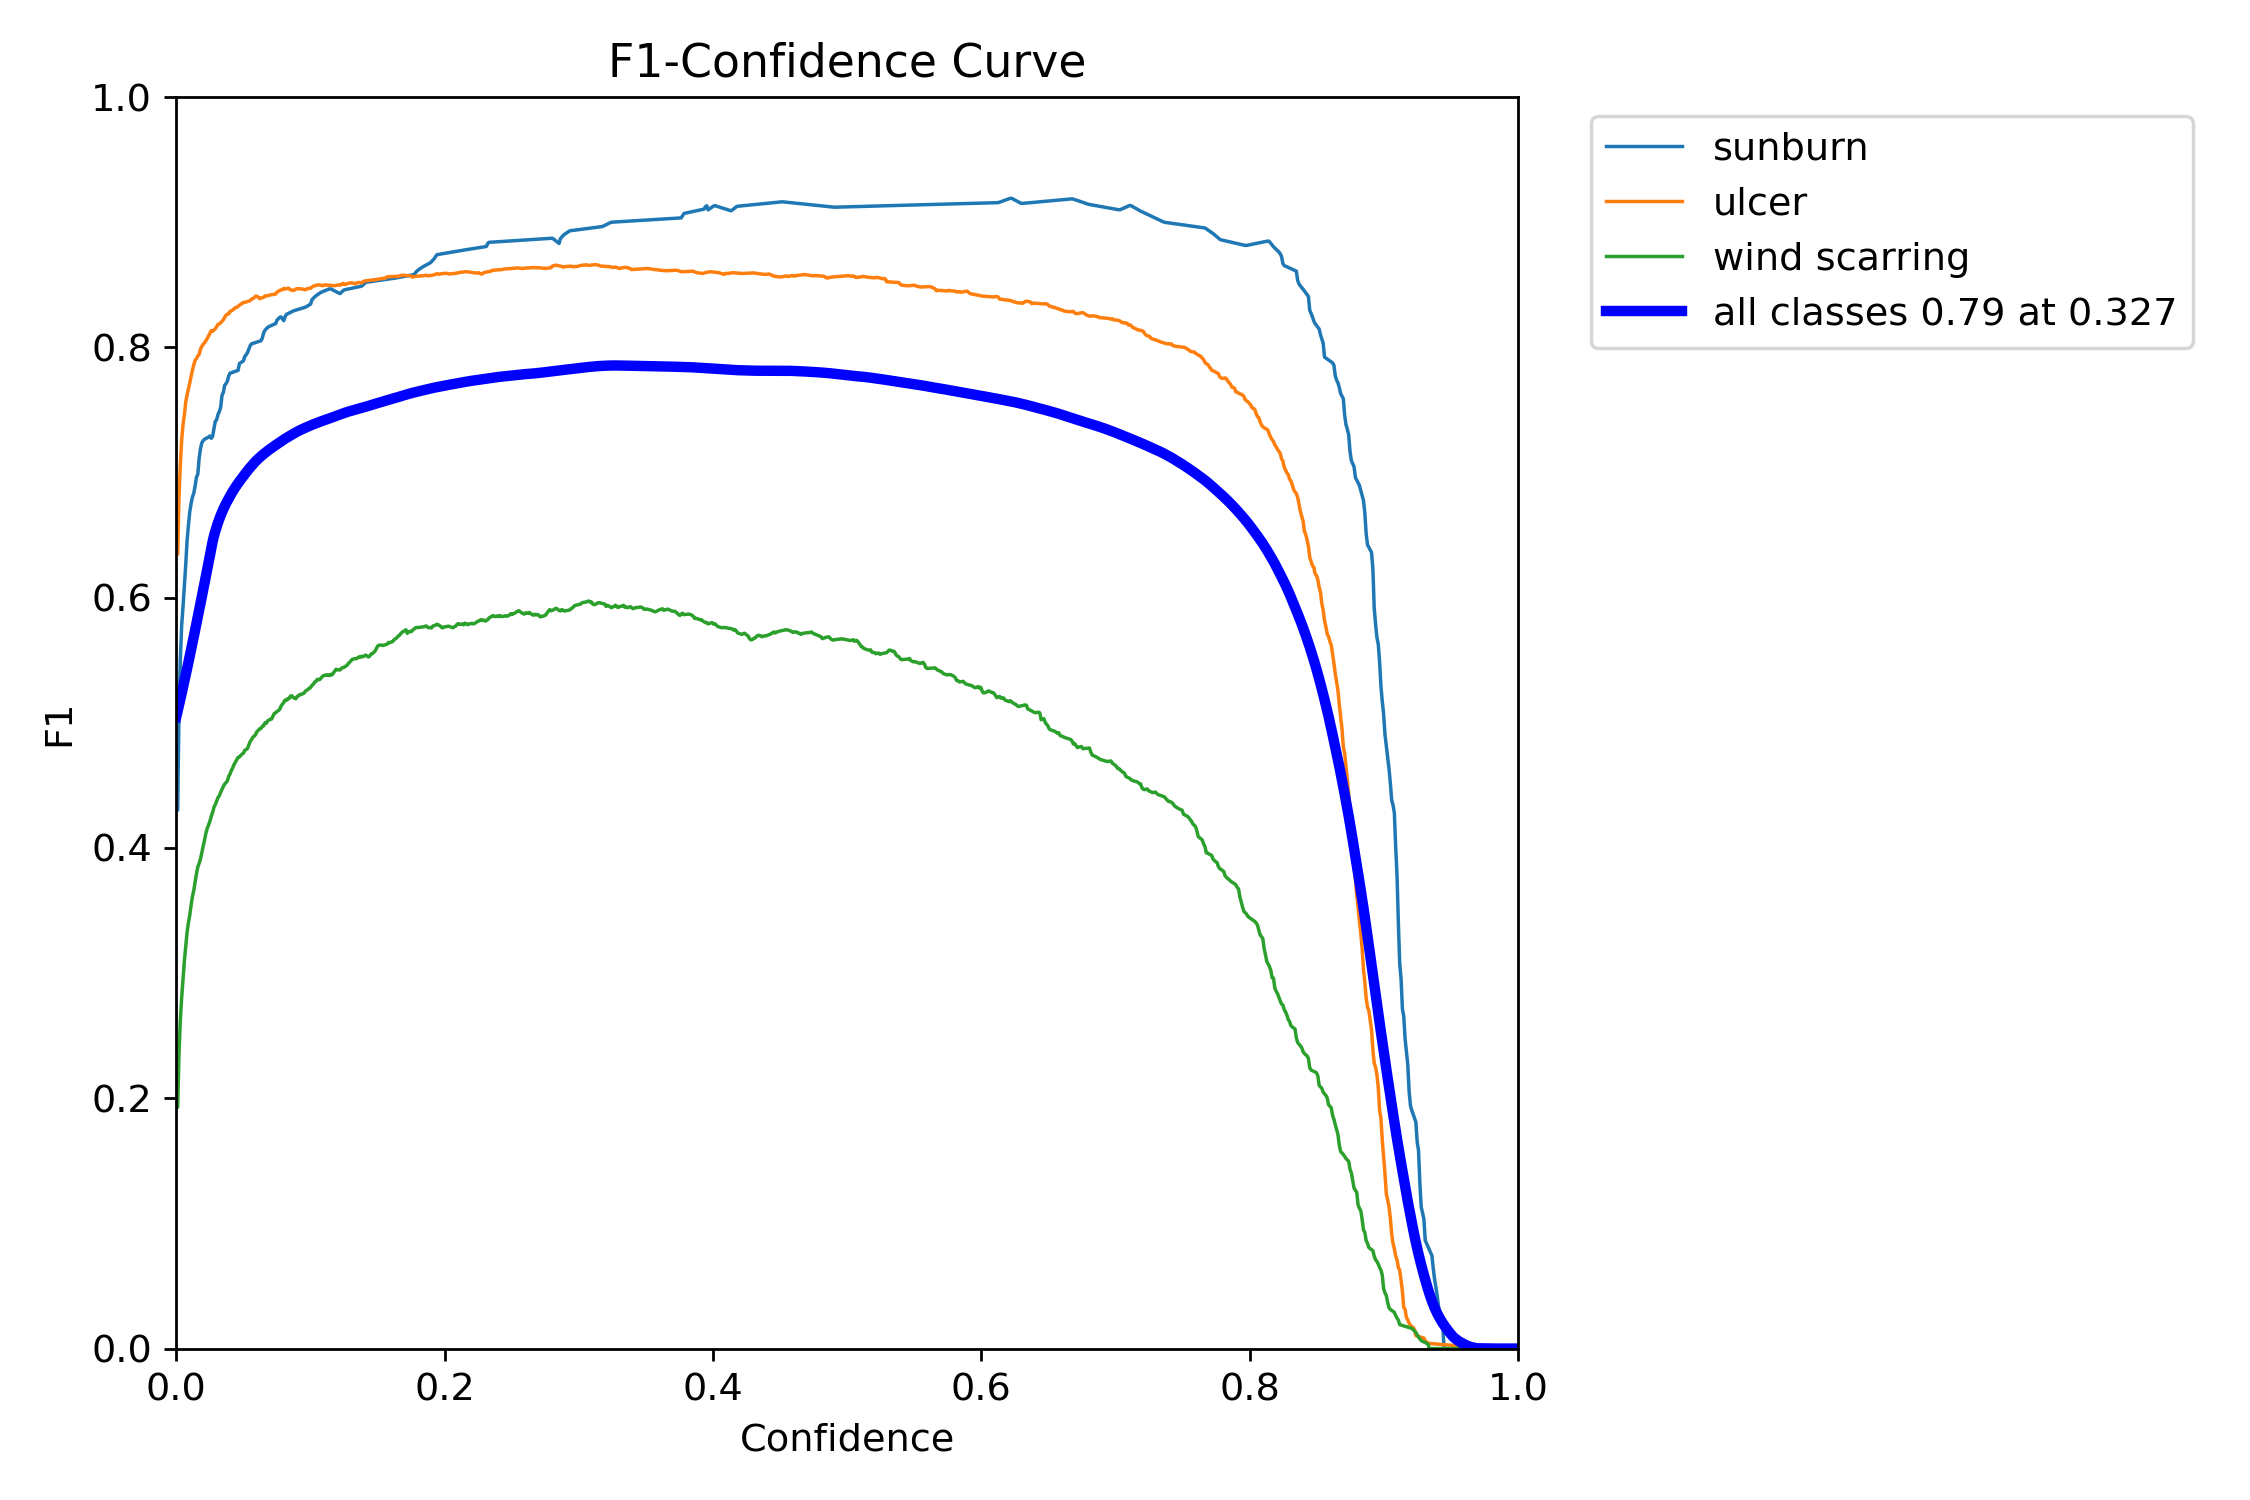 F1-Confidence Curve
1.0
0.8
0.6
0.4
0.2
0.0
F1
0.0 0.2 0.4 0.6 0.8 1.0
Confidence
sunburn
ulcer
wind scarring
all classes 0.79 at 0.327